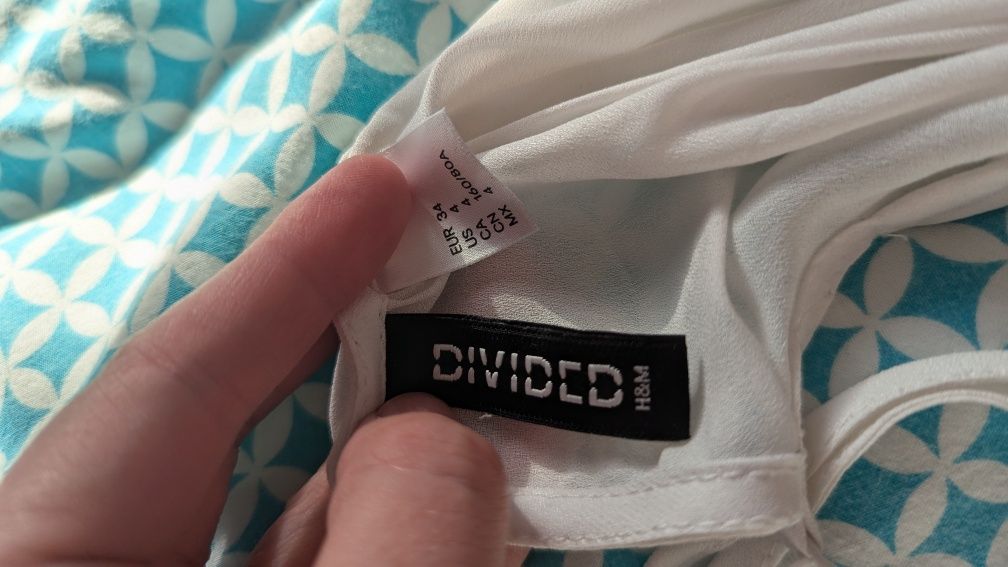 EUR 34
US 4
CA 4
CN 160/80A
MX 4
DIVIDED
H&M